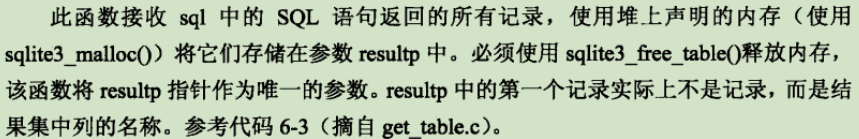 此函数接收 sql 中的 SQL 语句返回的所有记录，使用堆上声明的内存（使用
sqlite3_malloc()）将它们存储在参数 resultp 中。必须使用 sqlite3_free_table()释放内存，
该函数将 resultp 指针作为唯一的参数。resultp 中的第一个记录实际上不是记录，而是结
果集中列的名称。参考代码 6-3（摘自 get_table.c）。